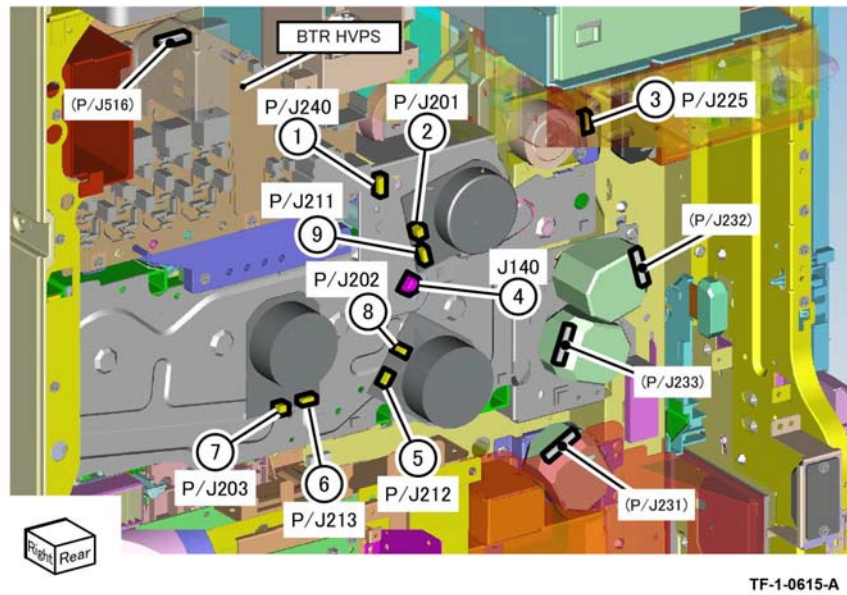 BTR HVPS
(P/J516)
P/J240
1
P/J201
2
3 P/J225
P/J211
9
(P/J232)
J140
4
P/J202
8
(P/J233)
7
P/J203
6
P/J213
5
P/J212
(P/J231)
Right Rear
TF-1-0615-A